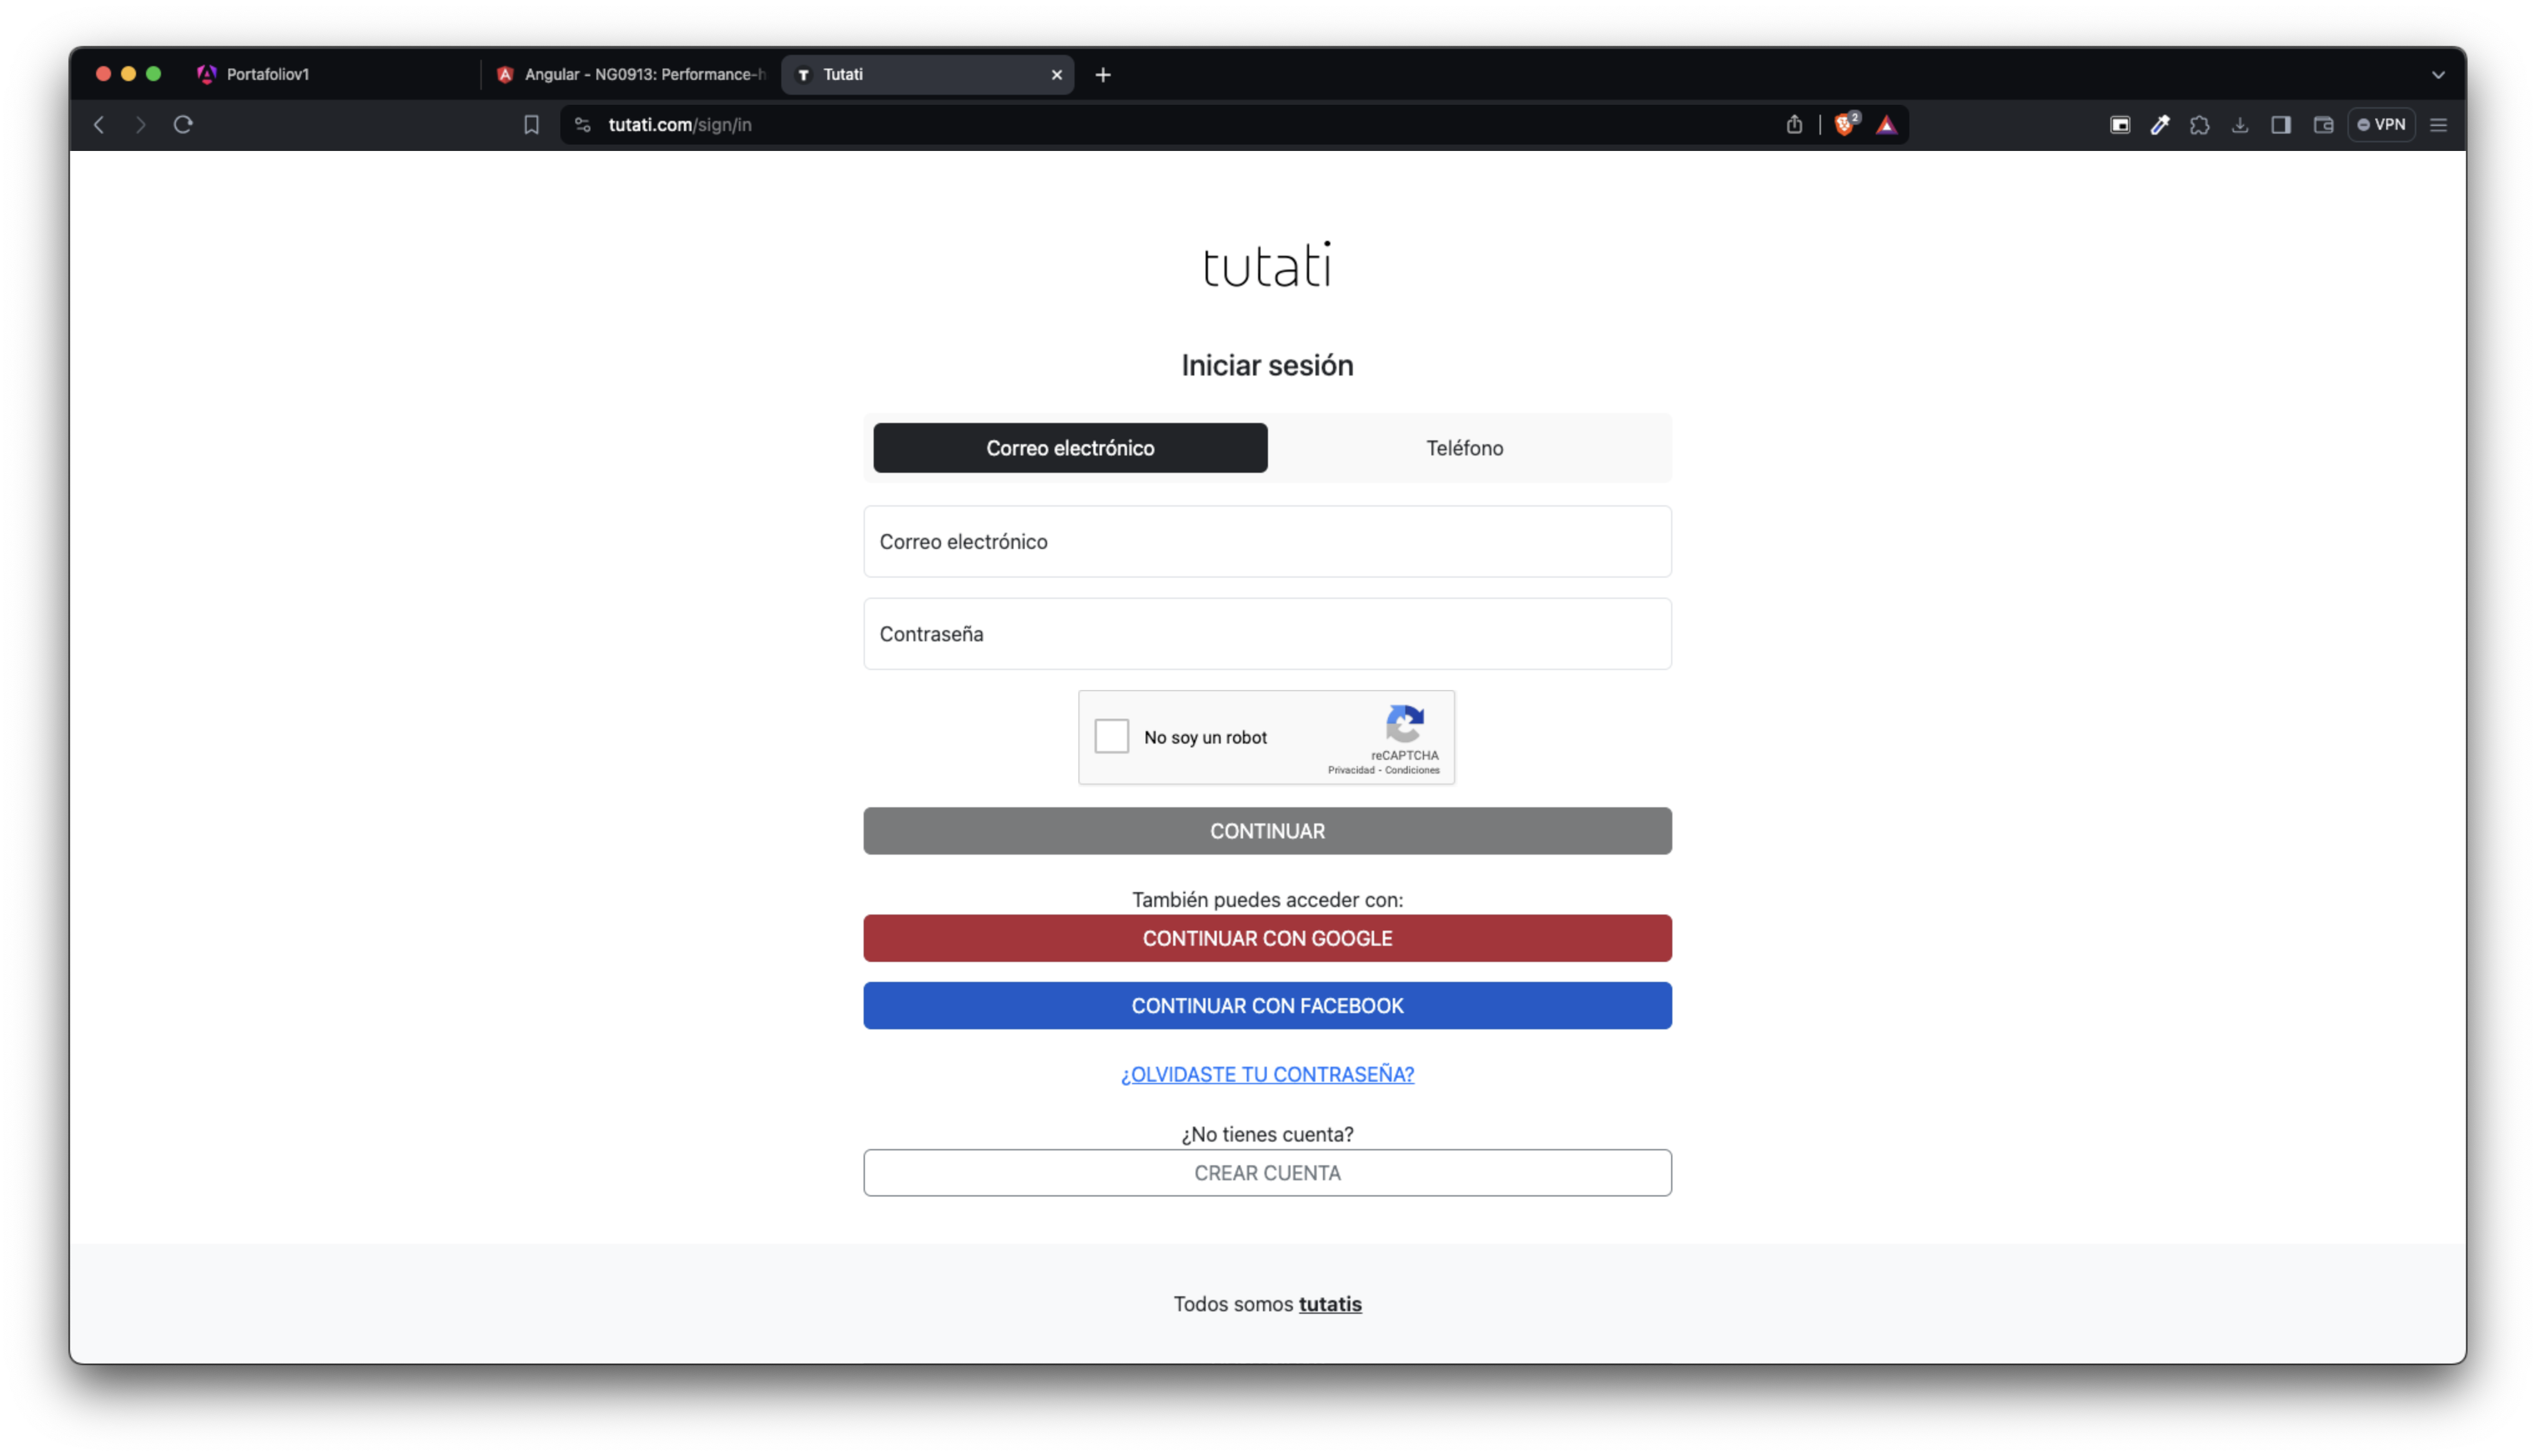 Portafoliov1
Angular - NG0913: Performance-h
T Tutati
tutati.com/sign/in
2
VPN
tutati
Iniciar sesión
Correo electrónico
Teléfono
Correo electrónico
Contraseña
No soy un robot
reCAPTCHA
Privacidad - Condiciones
CONTINUAR
También puedes acceder con:
CONTINUAR CON GOOGLE
CONTINUAR CON FACEBOOK
¿OLVIDASTE TU CONTRASEÑA?
¿No tienes cuenta?
CREAR CUENTA
Todos somos tutatis